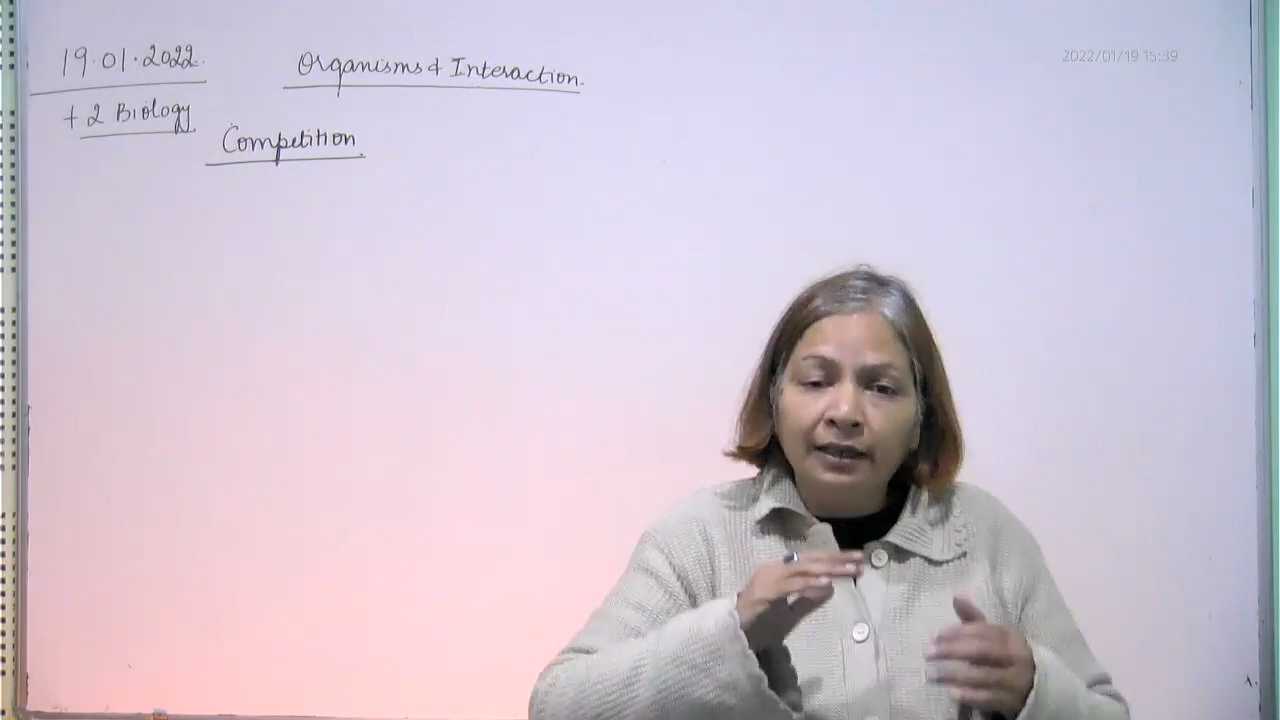 19.01.2022.
Organisms & Interaction.
2022/01/19 15:39
+2 Biology
Competition.